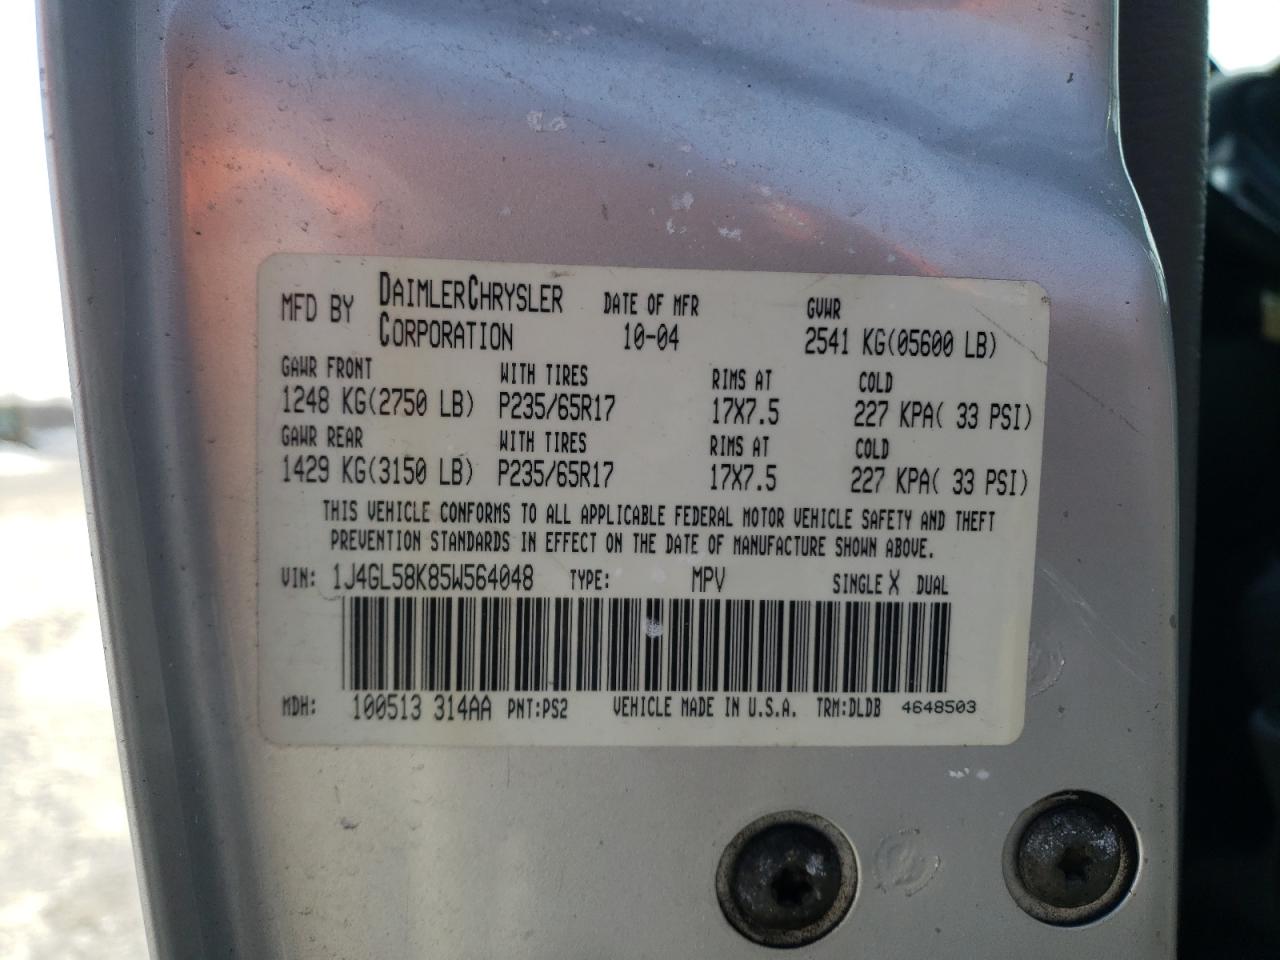 MFD BY DAIMLERCHRYSLER CORPORATION DATE OF MFR 10-04 GVWR 2541 KG(05600 LB)
GAWR FRONT WITH TIRES RIMS AT COLD
1248 KG(2750 LB) P235/65R17 17X7.5 227 KPA( 33 PSI)
GAWR REAR WITH TIRES RIMS AT COLD
1429 KG(3150 LB) P235/65R17 17X7.5 227 KPA( 33 PSI)
THIS VEHICLE CONFORMS TO ALL APPLICABLE FEDERAL MOTOR VEHICLE SAFETY AND THEFT
PREVENTION STANDARDS IN EFFECT ON THE DATE OF MANUFACTURE SHOWN ABOVE.
VIN: 1J4GL58K85W564048 TYPE: MPV SINGLE X DUAL
MDH: 100513 314AA PNT:PS2 VEHICLE MADE IN U.S.A. TRM:DLDB 4648503